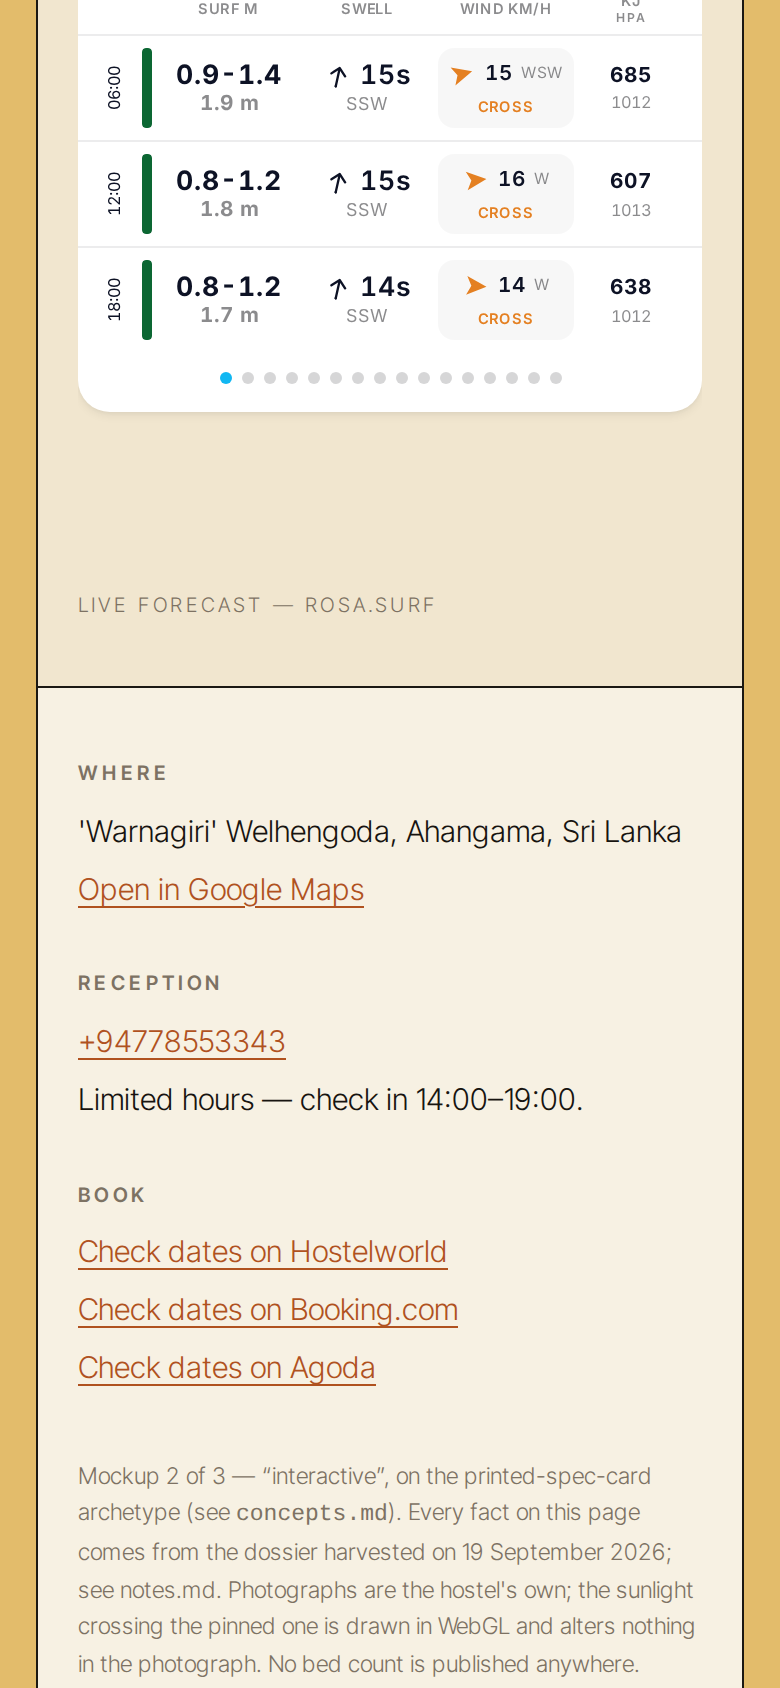 SURF M SWELL WIND KM/H KJ
HPA
06:00 0.9-1.4 15s 15 WSW 685
1.9 m SSW CROSS 1012
12:00 0.8-1.2 15s 16 W 607
1.8 m SSW CROSS 1013
18:00 0.8-1.2 14s 14 W 638
1.7 m SSW CROSS 1012
LIVE FORECAST — ROSA.SURF
WHERE
'Warnagiri' Welhengoda, Ahangama, Sri Lanka
Open in Google Maps
RECEPTION
+94778553343
Limited hours — check in 14:00–19:00.
BOOK
Check dates on Hostelworld
Check dates on Booking.com
Check dates on Agoda
Mockup 2 of 3 — “interactive”, on the printed-spec-card
archetype (see concepts.md). Every fact on this page
comes from the dossier harvested on 19 September 2026;
see notes.md. Photographs are the hostel's own; the sunlight
crossing the pinned one is drawn in WebGL and alters nothing
in the photograph. No bed count is published anywhere.